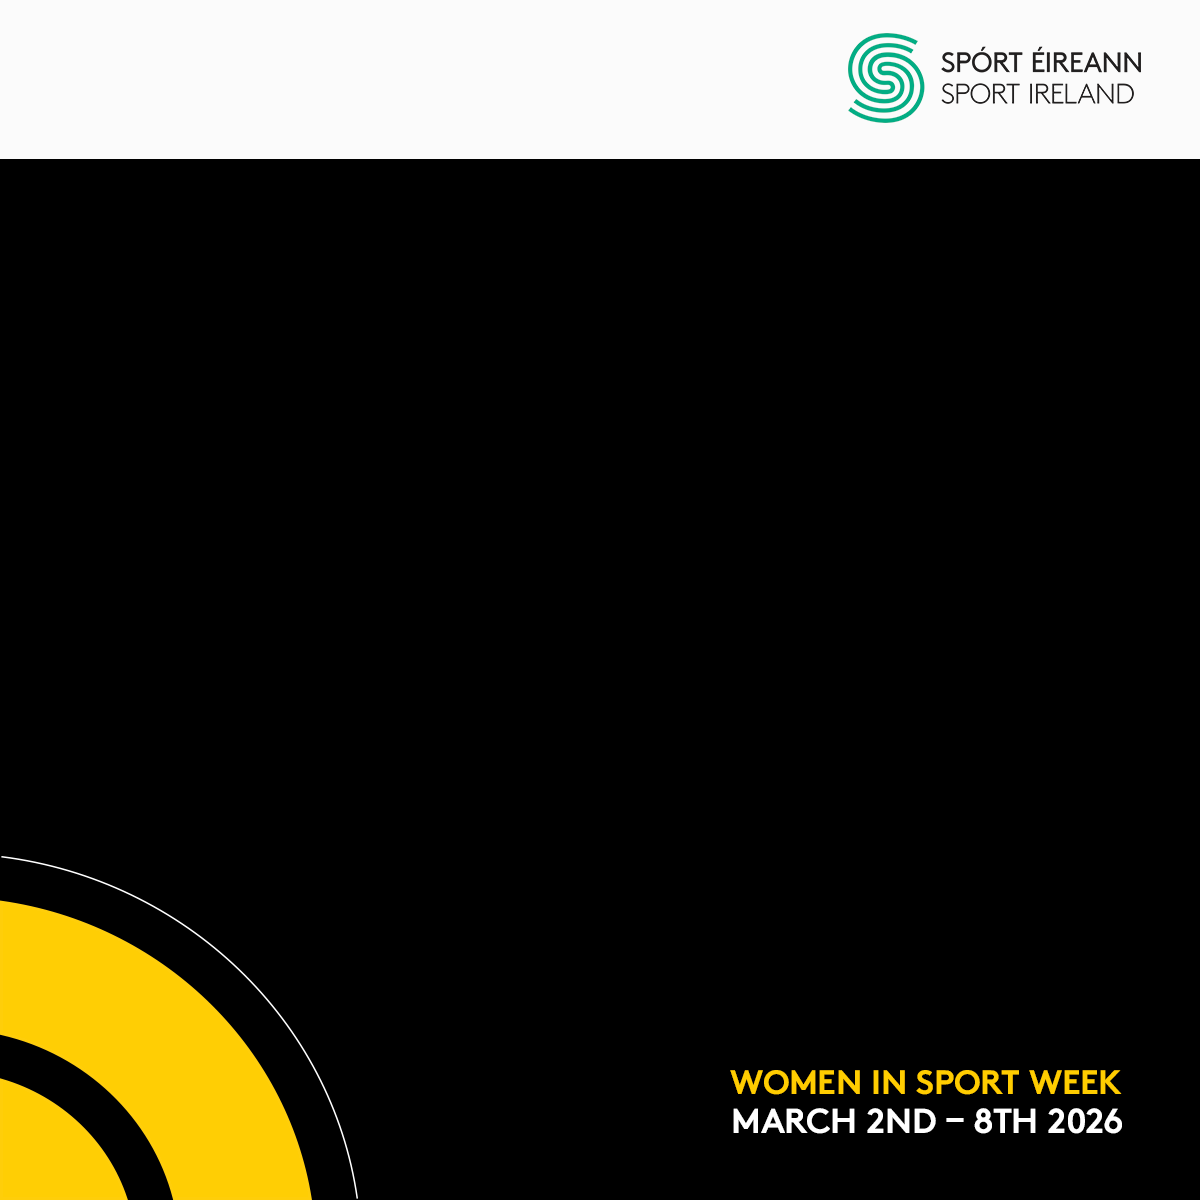 SPÓRT ÉIREANN
SPORT IRELAND
WOMEN IN SPORT WEEK
MARCH 2ND – 8TH 2026